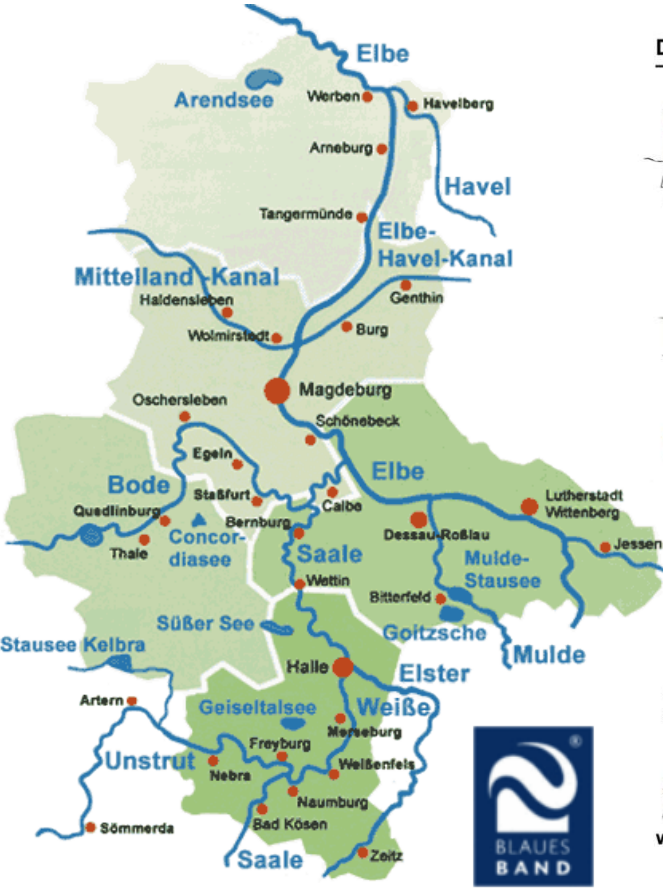 Elbe
Arendsee
Werben
Havelberg
Arneburg
Havel
Tangermünde
Elbe-
Havel-Kanal
Mittelland-Kanal
Genthin
Haldensleben
Wolmirstedt
Burg
Magdeburg
Oschersleben
Schönebeck
Egeln
Elbe
Bode
Staßfurt
Calbe
Lutherstadt
Wittenberg
Quedlinburg
Bernburg
Dessau-Roßlau
Concor-
diasee
Thale
Saale
Jessen
Mulde-
Stausee
Wettin
Bitterfeld
Süßer See
Goitzsche
Stausee Kelbra
Mulde
Halle
Elster
Artern
Geiseltalsee
Weiße
Merseburg
Freyburg
Unstrut
Weißenfels
Nebra
Naumburg
Bad Kösen
Sömmerda
Saale
Zeitz
®
BLAUES
BAND